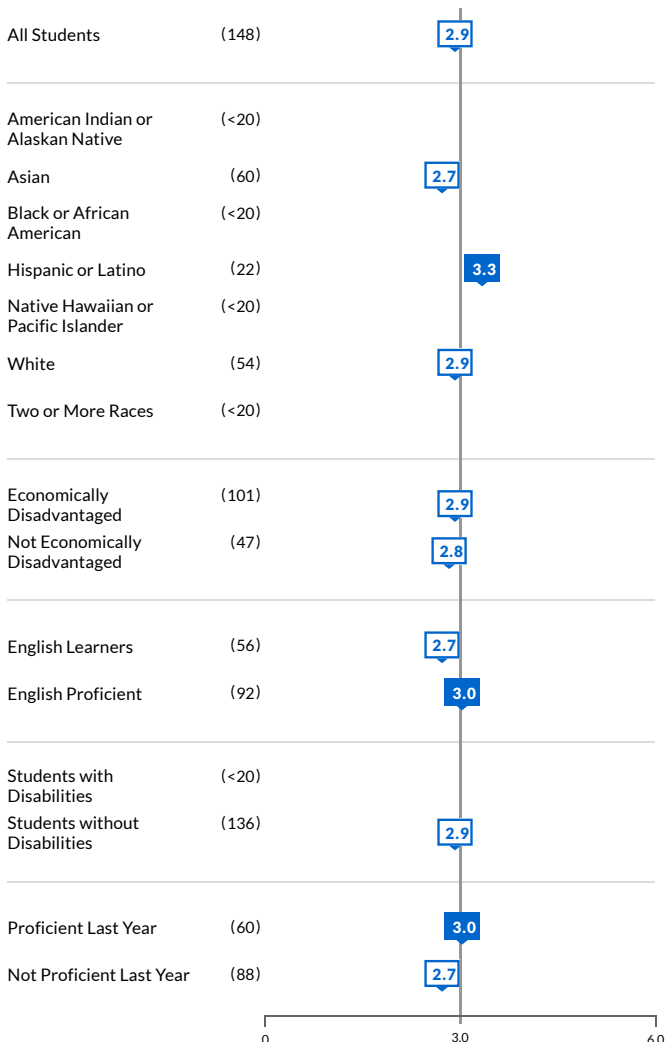 All Students (148) 2.9
American Indian or (<20)
Alaskan Native
Asian (60) 2.7
Black or African (<20)
American
Hispanic or Latino (22) 3.3
Native Hawaiian or (<20)
Pacific Islander
White (54) 2.9
Two or More Races (<20)
Economically (101) 2.9
Disadvantaged
Not Economically (47) 2.8
Disadvantaged
English Learners (56) 2.7
English Proficient (92) 3.0
Students with (<20)
Disabilities
Students without (136) 2.9
Disabilities
Proficient Last Year (60) 3.0
Not Proficient Last Year (88) 2.7
0 3.0 6.0